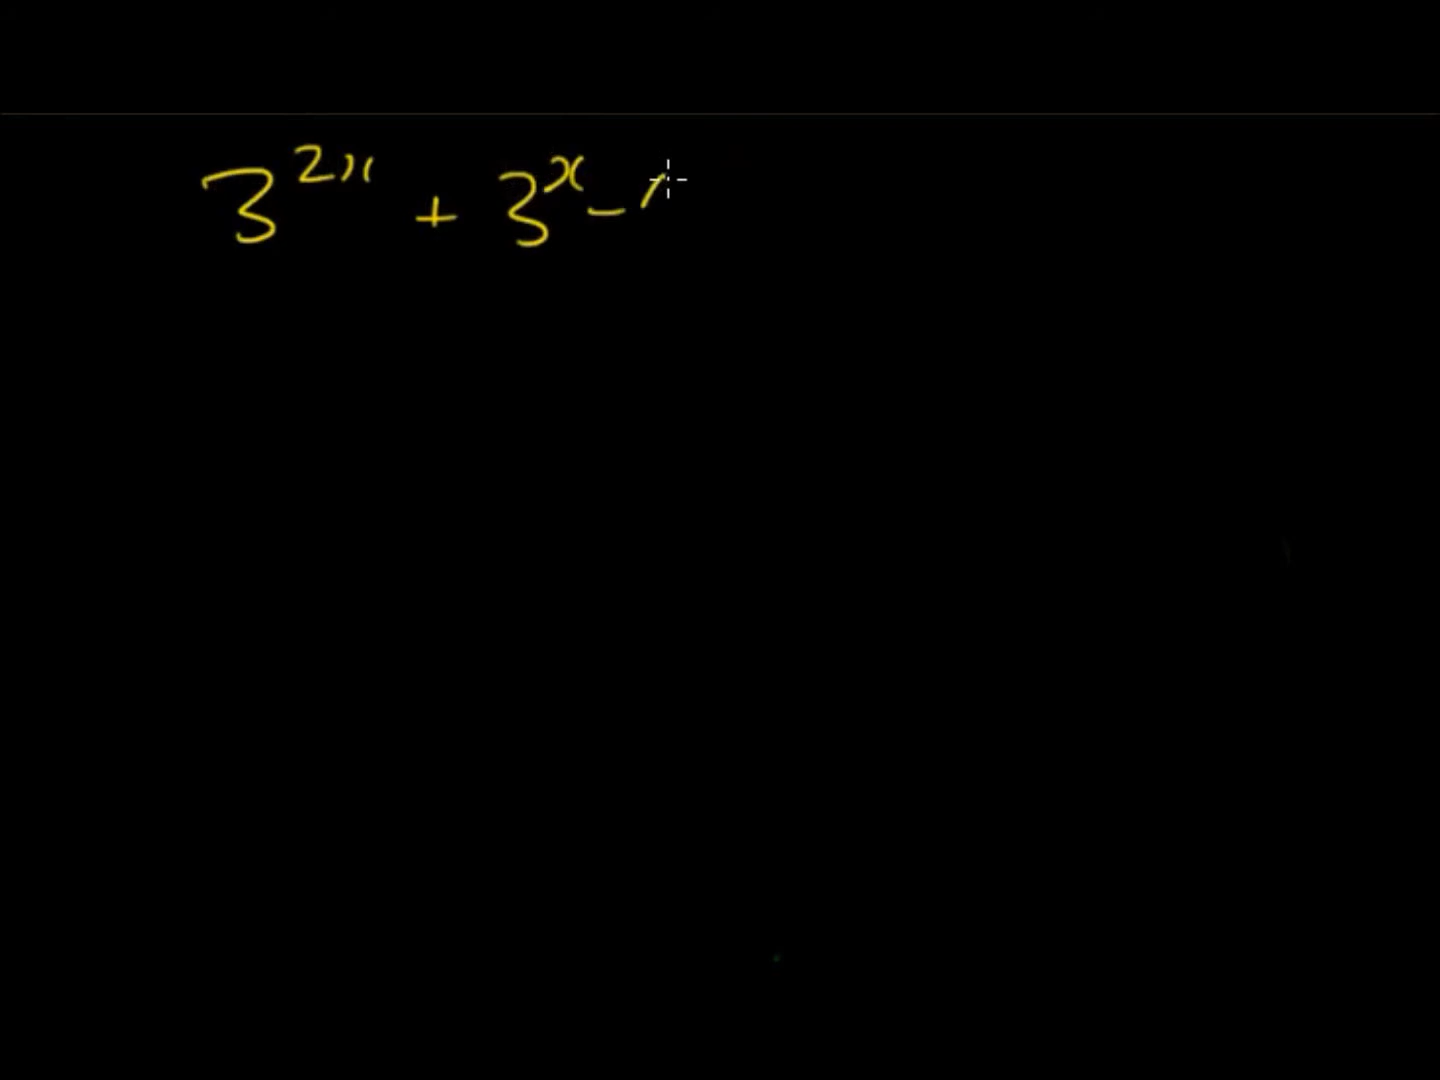 3^{2x} + 3^x -